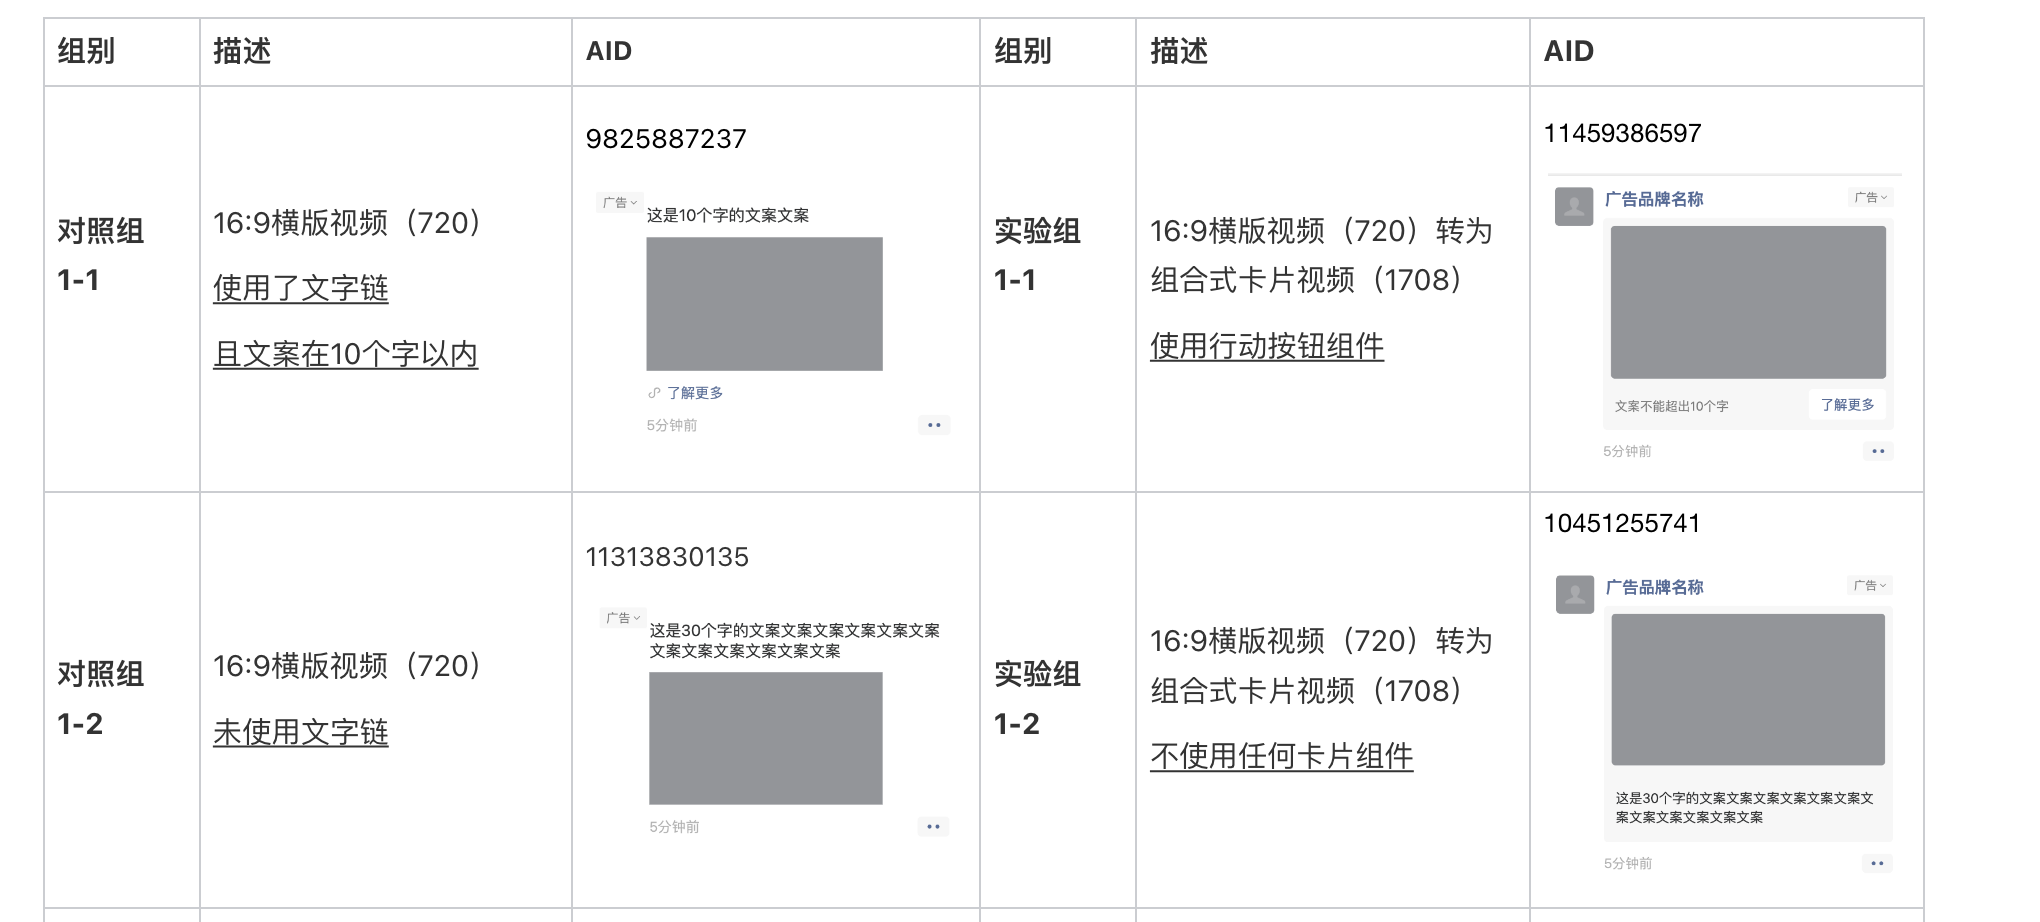 组别
描述
AID
组别
描述
AID
对照组
1-1
16:9横版视频（720）
使用了文字链
且文案在10个字以内
9825887237
广告
这是10个字的文案文案
了解更多
5分钟前
实验组
1-1
16:9横版视频（720）转为
组合式卡片视频（1708）
使用行动按钮组件
11459386597
广告品牌名称
广告
文案不能超出10个字
了解更多
5分钟前
对照组
1-2
16:9横版视频（720）
未使用文字链
11313830135
广告
这是30个字的文案文案文案文案文案文案
文案文案文案文案文案文案
5分钟前
实验组
1-2
16:9横版视频（720）转为
组合式卡片视频（1708）
不使用任何卡片组件
10451255741
广告品牌名称
广告
这是30个字的文案文案文案文案文案文案文
案文案文案文案文案文案
5分钟前